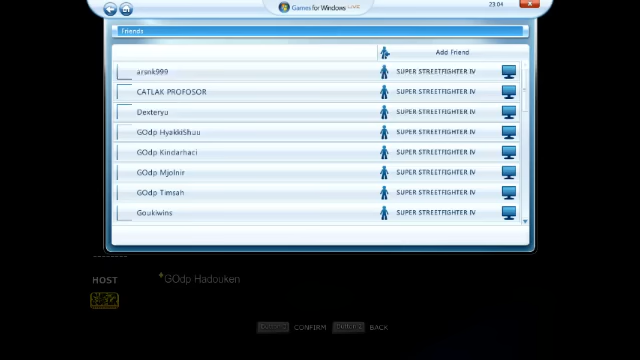 Games for Windows LIVE
23:04
Friends
Add Friend
arsnk999 SUPER STREETFIGHTER IV
CATLAK PROFOSOR SUPER STREETFIGHTER IV
Dexteryu SUPER STREETFIGHTER IV
GOdp HyakkiShuu SUPER STREETFIGHTER IV
GOdp Kindarhaci SUPER STREETFIGHTER IV
GOdp Mjolnir SUPER STREETFIGHTER IV
GOdp Timsah SUPER STREETFIGHTER IV
Goukiwins SUPER STREETFIGHTER IV
HOST GOdp Hadouken
CONFIRM BACK